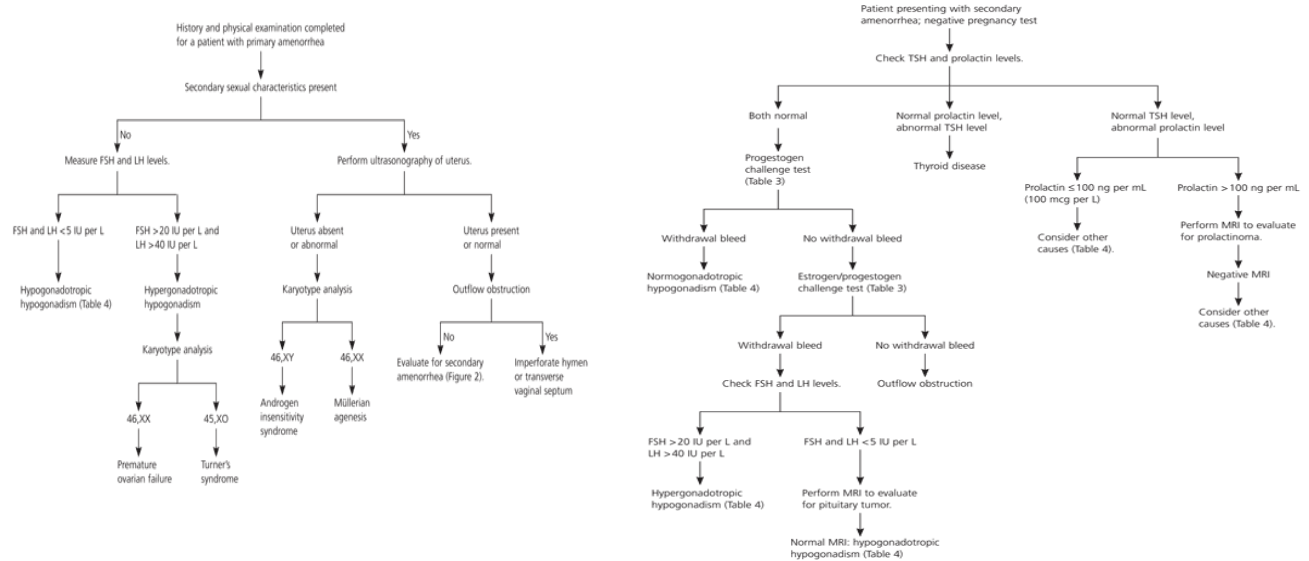 History and physical examination completed
for a patient with primary amenorrhea
Secondary sexual characteristics present
No
Yes
Measure FSH and LH levels.
Perform ultrasonography of uterus.
FSH and LH <5 IU per L
FSH >20 IU per L and
LH >40 IU per L
Uterus absent
or abnormal
Uterus present
or normal
Hypogonadotropic
hypogonadism (Table 4)
Hypergonadotropic
hypogonadism
Karyotype analysis
Outflow obstruction
Karyotype analysis
46,XY
46,XX
No
Yes
Evaluate for secondary
amenorrhea (Figure 2).
Imperforate hymen
or transverse
vaginal septum
Androgen
insensitivity
syndrome
Müllerian
agenesis
46,XX
45,XO
Premature
ovarian failure
Turner's
syndrome
Patient presenting with secondary
amenorrhea; negative pregnancy test
Check TSH and prolactin levels.
Both normal
Normal prolactin level,
abnormal TSH level
Normal TSH level,
abnormal prolactin level
Progestogen
challenge test
(Table 3)
Thyroid disease
Prolactin ≤100 ng per mL
(100 mcg per L)
Prolactin >100 ng per mL
Withdrawal bleed
No withdrawal bleed
Consider other
causes (Table 4).
Perform MRI to evaluate
for prolactinoma.
Normogonadotropic
hypogonadism (Table 4)
Estrogen/progestogen
challenge test (Table 3)
Negative MRI
Consider other
causes (Table 4).
Withdrawal bleed
No withdrawal bleed
Check FSH and LH levels.
Outflow obstruction
FSH >20 IU per L and
LH >40 IU per L
FSH and LH <5 IU per L
Hypergonadotropic
hypogonadism (Table 4)
Perform MRI to evaluate
for pituitary tumor.
Normal MRI: hypogonadotropic
hypogonadism (Table 4)